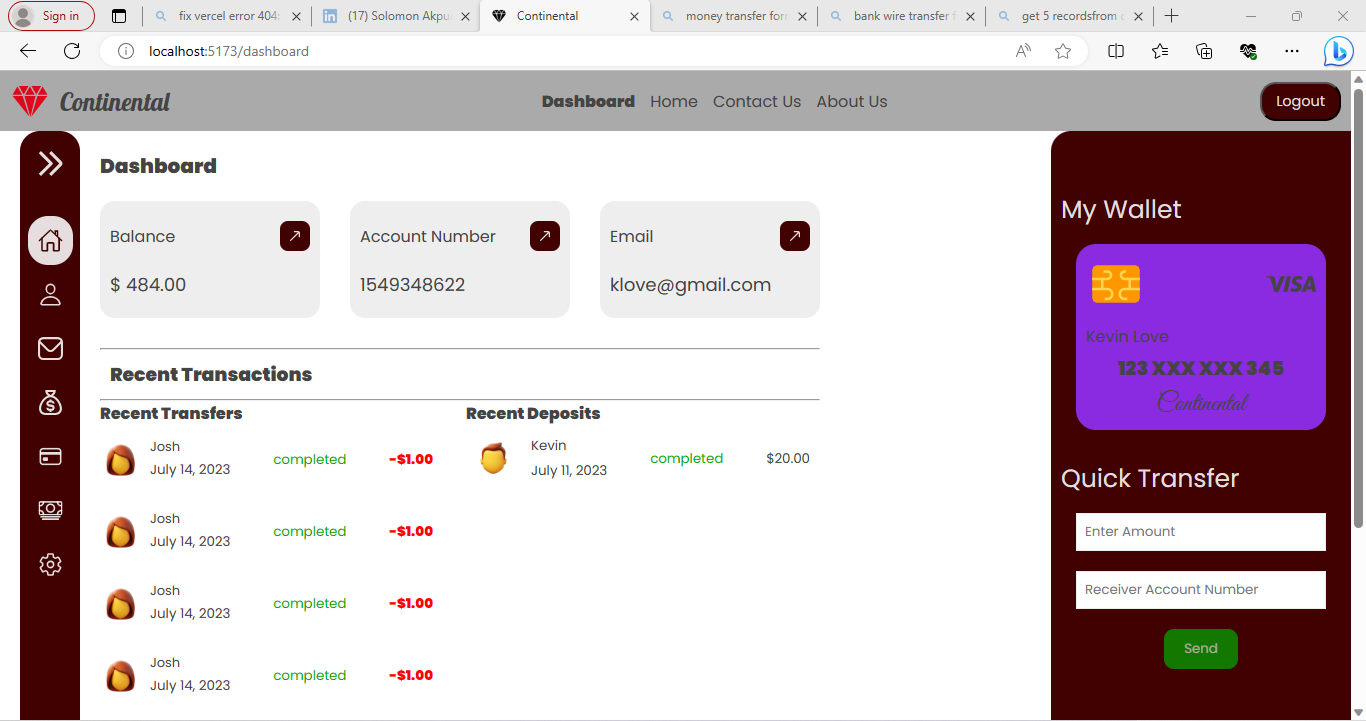 Sign in
fix vercel error 404:
(17) Solomon Akpu
Continental
money transfer for
bank wire transfer f
get 5 recordsfrom
localhost:5173/dashboard
Continental
Dashboard Home Contact Us About Us
Logout
Dashboard
Balance
$ 484.00
Account Number
1549348622
Email
klove@gmail.com
Recent Transactions
Recent Transfers
Josh
July 14, 2023
completed
-$1.00
Josh
July 14, 2023
completed
-$1.00
Josh
July 14, 2023
completed
-$1.00
Josh
July 14, 2023
completed
-$1.00
Recent Deposits
Kevin
July 11, 2023
completed
$20.00
My Wallet
VISA
Kevin Love
123 XXX XXX 345
Continental
Quick Transfer
Enter Amount
Receiver Account Number
Send